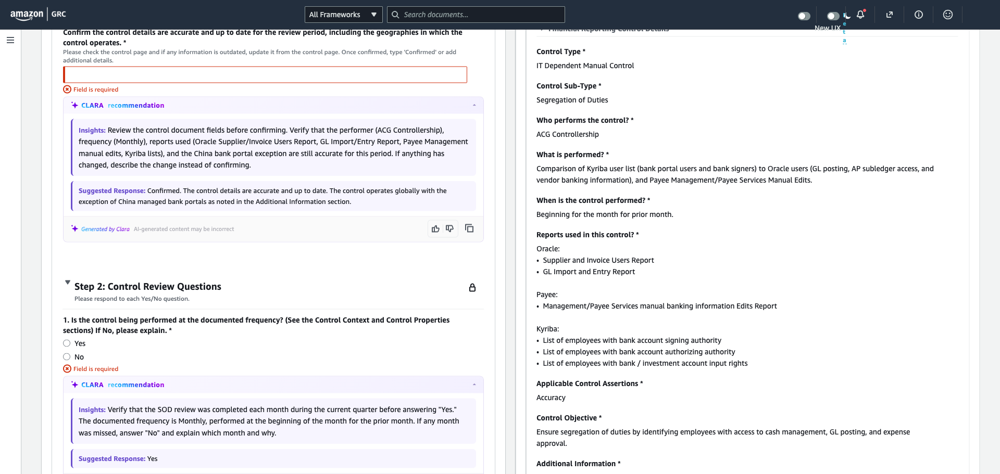 amazon GRC
All Frameworks
Search documents...
New UX
Beta
Confirm the control details are accurate and up to date for the review period, including the geographies in which the
control operates. *
Please check the control page and if any information is outdated, update it from the control page. Once confirmed, type 'Confirmed' or add
additional details.
Field is required
CLARA recommendation
Insights: Review the control document fields before confirming. Verify that the performer (ACG Controllership),
frequency (Monthly), reports used (Oracle Supplier/Invoice Users Report, GL Import/Entry Report, Payee Management
manual edits, Kyriba lists), and the China bank portal exception are still accurate for this period. If anything has
changed, describe the change instead of confirming.
Suggested Response: Confirmed. The control details are accurate and up to date. The control operates globally with the
exception of China managed bank portals as noted in the Additional Information section.
Generated by Clara AI-generated content may be incorrect
Step 2: Control Review Questions
Please respond to each Yes/No question.
1. Is the control being performed at the documented frequency? (See the Control Context and Control Properties
sections) If No, please explain. *
Yes
No
Field is required
CLARA recommendation
Insights: Verify that the SOD review was completed each month during the current quarter before answering "Yes."
The documented frequency is Monthly, performed at the beginning of the month for the prior month. If any month
was missed, answer "No" and explain which month and why.
Suggested Response: Yes
Financial Reporting Control Details
Control Type *
IT Dependent Manual Control
Control Sub-Type *
Segregation of Duties
Who performs the control? *
ACG Controllership
What is performed? *
Comparison of Kyriba user list (bank portal users and bank signers) to Oracle users (GL posting, AP subledger access, and
vendor banking information), and Payee Management/Payee Services Manual Edits.
When is the control performed? *
Beginning for the month for prior month.
Reports used in this control? *
Oracle:
• Supplier and Invoice Users Report
• GL Import and Entry Report
Payee:
• Management/Payee Services manual banking information Edits Report
Kyriba:
• List of employees with bank account signing authority
• List of employees with bank account authorizing authority
• List of employees with bank / investment account input rights
Applicable Control Assertions *
Accuracy
Control Objective *
Ensure segregation of duties by identifying employees with access to cash management, GL posting, and expense
approval.
Additional Information *